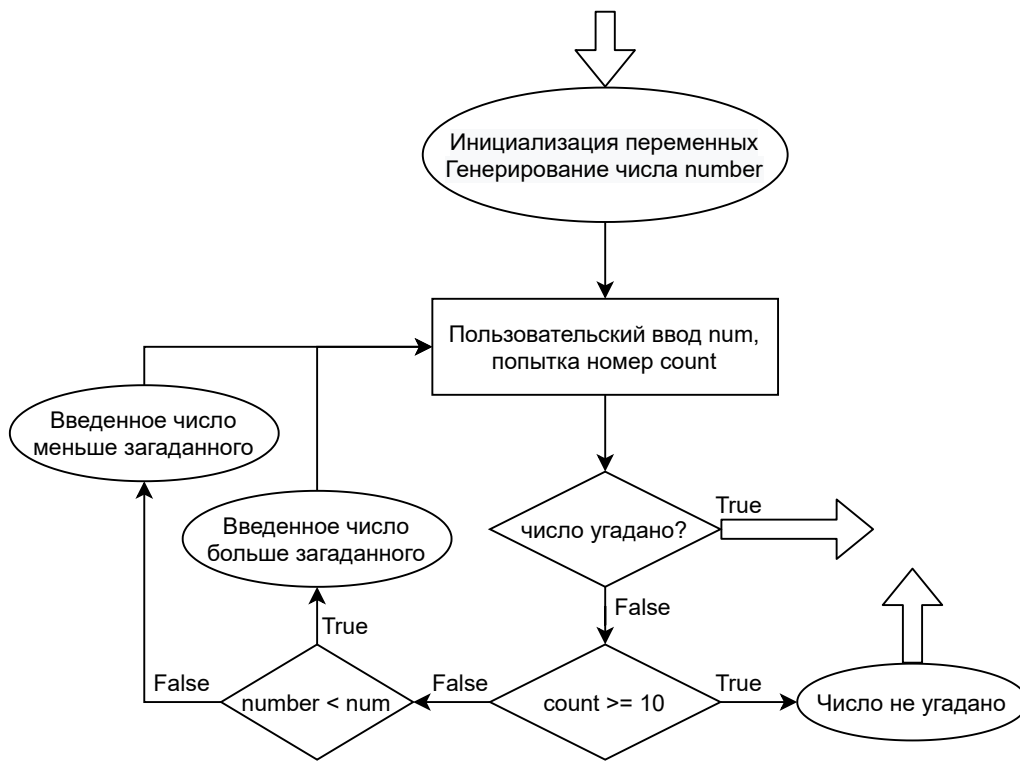 Инициализация переменных
Генерирование числа number
Пользовательский ввод num,
попытка номер count
Введенное число
меньше загаданного
Введенное число
больше загаданного
число угадано?
True
False
True
False
number < num
False
count >= 10
True
Число не угадано